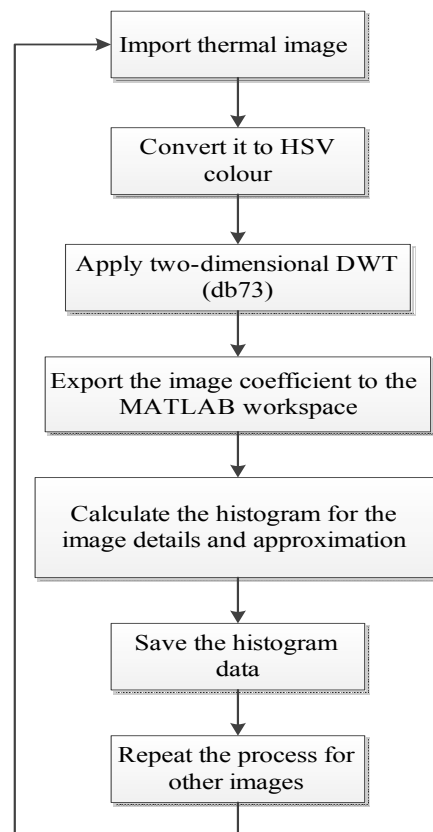 Import thermal image
Convert it to HSV
colour
Apply two-dimensional DWT
(db73)
Export the image coefficient to the
MATLAB workspace
Calculate the histogram for the
image details and approximation
Save the histogram
data
Repeat the process for
other images